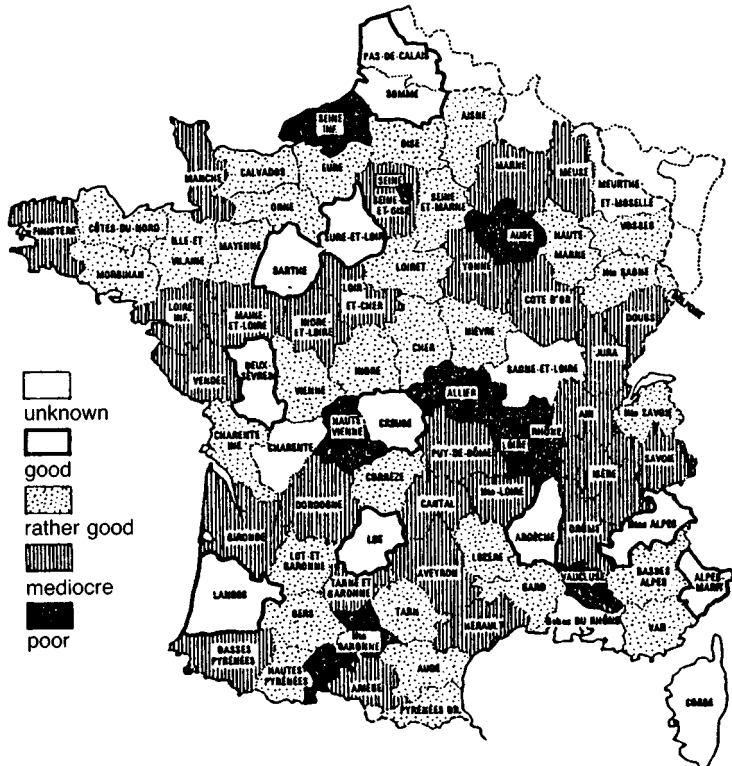 PAS-DE-CALAIS
SOMME
SEINE
INF.
OISE
AISNE
MANCHE
CALVADOS
EURE
SEINE
SEINE
ET-OISE
SEINE
ET-MARNE
MARNE
MEUSE
MEURTHE-
ET-MOSELLE
FINISTÈRE
CÔTES-DU-NORD
ILLE-ET
VILAINE
MAYENNE
ORNE
EURE-ET-LOIR
AUBE
HAUTE
MARNE
VOSGES
MORBIHAN
SARTHE
LOIRET
YONNE
Hte SAONE
LOIRE
INF.
MAINE
ET-LOIRE
INDRE
ET-LOIRE
LOIR
ET-CHER
COTE D'OR
DOUBS
VENDÉE
DEUX-
SÈVRES
VIENNE
INDRE
CHER
NIÈVRE
SAONE-ET-LOIRE
JURA
unknown
good
rather good
mediocre
poor
CHARENTE
INF.
CHARENTE
HAUTE
VIENNE
CREUSE
ALLIER
LOIRE
RHÔNE
AIN
Hte SAVOIE
PUY-DE-DÔME
ISÈRE
SAVOIE
CORRÈZE
DORDOGNE
CANTAL
Hte-LOIRE
ARDÈCHE
DRÔME
Htes ALPES
GIRONDE
LOT-ET
GARONNE
LOT
AVEYRON
LOZÈRE
GARD
VAUCLUSE
BASSES
ALPES
ALPES-
MARIT
LANDES
TARN ET
GARONNE
GERS
TARN
HÉRAULT
Bches DU RHÔNE
VAR
BASSES
PYRÉNÉES
HAUTES
PYRÉNÉES
Hte
GARONNE
ARIÈGE
AUDE
PYRÉNÉES OR.
CORSE